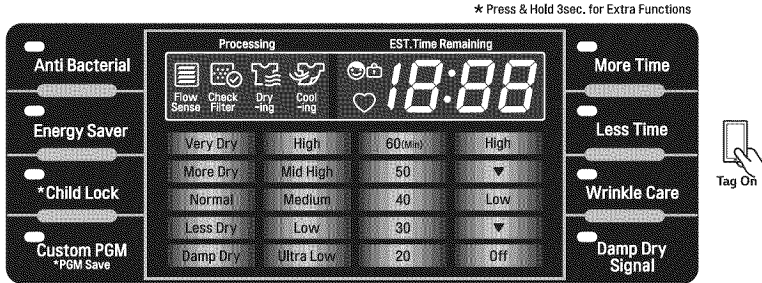 * Press & Hold 3sec. for Extra Functions
Processing EST.Time Remaining
Anti Bacterial
Energy Saver
*Child Lock
Custom PGM
*PGM Save
Flow Sense
Check Filter
Dry -ing
Cool -ing
18:88
Very Dry High 60(Min) High
More Dry Mid High 50 ▼
Normal Medium 40 Low
Less Dry Low 30 ▼
Damp Dry Ultra Low 20 Off
More Time
Less Time
Wrinkle Care
Damp Dry
Signal
Tag On